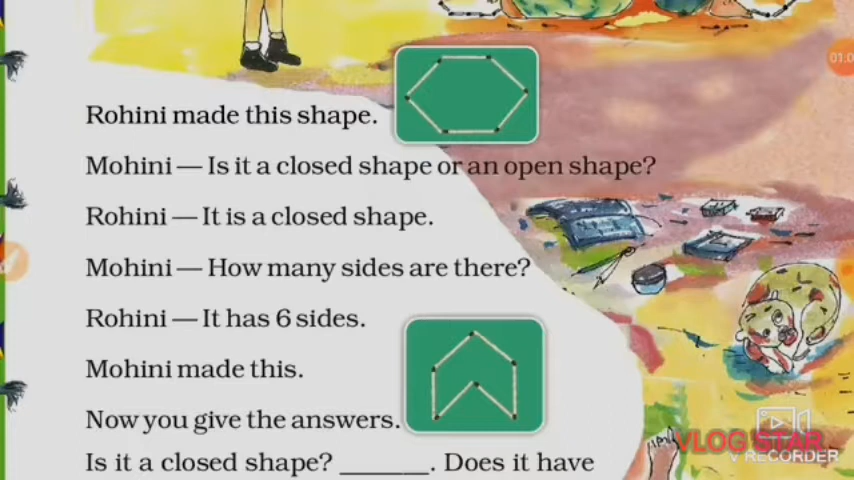 01:0
Rohini made this shape.
Mohini — Is it a closed shape or an open shape?
Rohini — It is a closed shape.
Mohini — How many sides are there?
Rohini — It has 6 sides.
Mohini made this.
Now you give the answers.
Is it a closed shape? _______. Does it have
VLOG STAR
V RECORDER